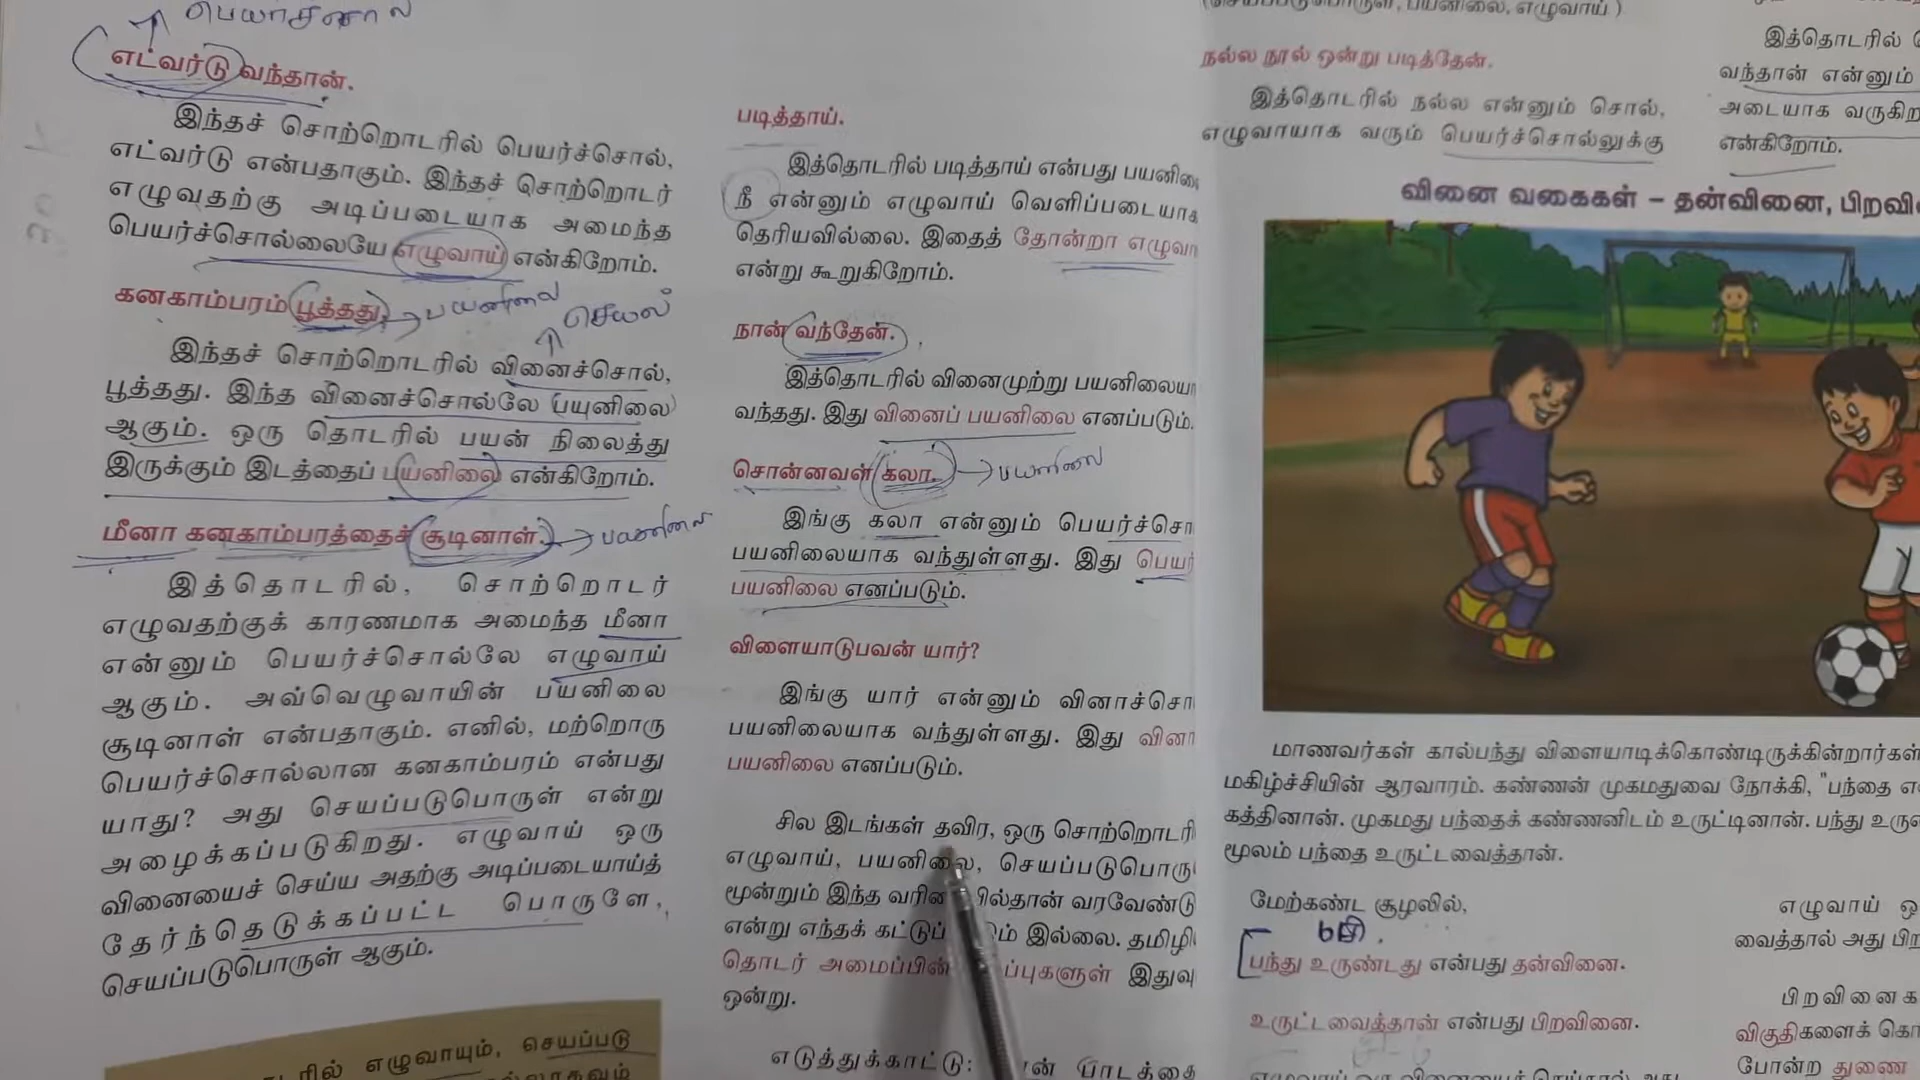 எட்வர்டு வந்தான்.
இந்தச் சொற்றொடரில் பெயர்ச்சொல்,
எட்வர்டு என்பதாகும். இந்தச் சொற்றொடர்
எழுவதற்கு அடிப்படையாக அமைந்த
பெயர்ச்சொல்லையே எழுவாய் என்கிறோம்.
கனகாம்பரம் பூத்தது. பயனிலை
செயல்
இந்தச் சொற்றொடரில் வினைச்சொல்,
பூத்தது. இந்த வினைச்சொல்லே பயனிலை
ஆகும். ஒரு தொடரில் பயன் நிலைத்து
இருக்கும் இடத்தைப் பயனிலை என்கிறோம்.
மீனா கனகாம்பரத்தைச் சூடினாள். பயனிலை
இத்தொடரில், சொற்றொடர்
எழுவதற்குக் காரணமாக அமைந்த மீனா
என்னும் பெயர்ச்சொல்லே எழுவாய்
ஆகும். அவ்வெழுவாயின் பயனிலை
சூடினாள் என்பதாகும். எனில், மற்றொரு
பெயர்ச்சொல்லான கனகாம்பரம் என்பது
யாது? அது செயப்படுபொருள் என்று
அழைக்கப்படுகிறது. எழுவாய் ஒரு
வினையைச் செய்ய அதற்கு அடிப்படையாய்த்
தேர்ந்தெடுக்கப்பட்ட பொருளே,
செயப்படுபொருள் ஆகும்.
எழுவாயும், செயப்படு
படித்தாய்.
இத்தொடரில் படித்தாய் என்பது
நீ என்னும் எழுவாய் வெளிப்படையாக
தெரியவில்லை. இதைத் தோன்றா
என்று கூறுகிறோம்.
நான் வந்தேன்.
இத்தொடரில் வினைமுற்று
வந்தது. இது வினைப் பயனிலை எனப்படும்.
சொன்னவள் கலா. பயனிலை
இங்கு கலா என்னும்
பயனிலையாக வந்துள்ளது. இது
பயனிலை எனப்படும்.
விளையாடுபவன் யார்?
இங்கு யார் என்னும்
பயனிலையாக வந்துள்ளது. இது
பயனிலை எனப்படும்.
சில இடங்கள் தவிர, ஒரு
எழுவாய், பயனிலை,
மூன்றும் இந்த
என்று எந்தக் இல்லை.
தொடர் அமைப்பின்
ஒன்று.
எடுத்துக்காட்டு:
நல்ல நூல் ஒன்று படித்தேன்.
இத்தொடரில் நல்ல என்னும் சொல்,
எழுவாயாக வரும் பெயர்ச்சொல்லுக்கு
வினை வகைகள் – தன்வினை,
மாணவர்கள் கால்பந்து விளையாடிக்கொண்டிருக்கின்றார்கள்
மகிழ்ச்சியின் ஆரவாரம். கண்ணன் முகமதுவை நோக்கி, "பந்தை
கத்தினான். முகமது பந்தைக் கண்ணனிடம் உருட்டினான். பந்து
மூலம் பந்தை உருட்டவைத்தான்.
மேற்கண்ட சூழலில்,
பந்து உருண்டது என்பது தன்வினை.
உருட்டவைத்தான் என்பது பிறவினை.
இத்தொடரில்
வந்தான் என்னும்
அடையாக
என்கிறோம்.
எழுவாய்
வைத்தால் அது
விகுதிகளைக்
போன்ற துணை